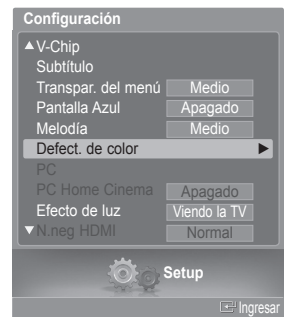 Configuración
▲V-Chip
Subtítulo
Transpar. del menú Medio
Pantalla Azul Apagado
Melodía Medio
Defect. de color ►
PC
PC Home Cinema Apagado
Efecto de luz Viendo la TV
▼N.neg HDMI Normal
Setup
Ingresar